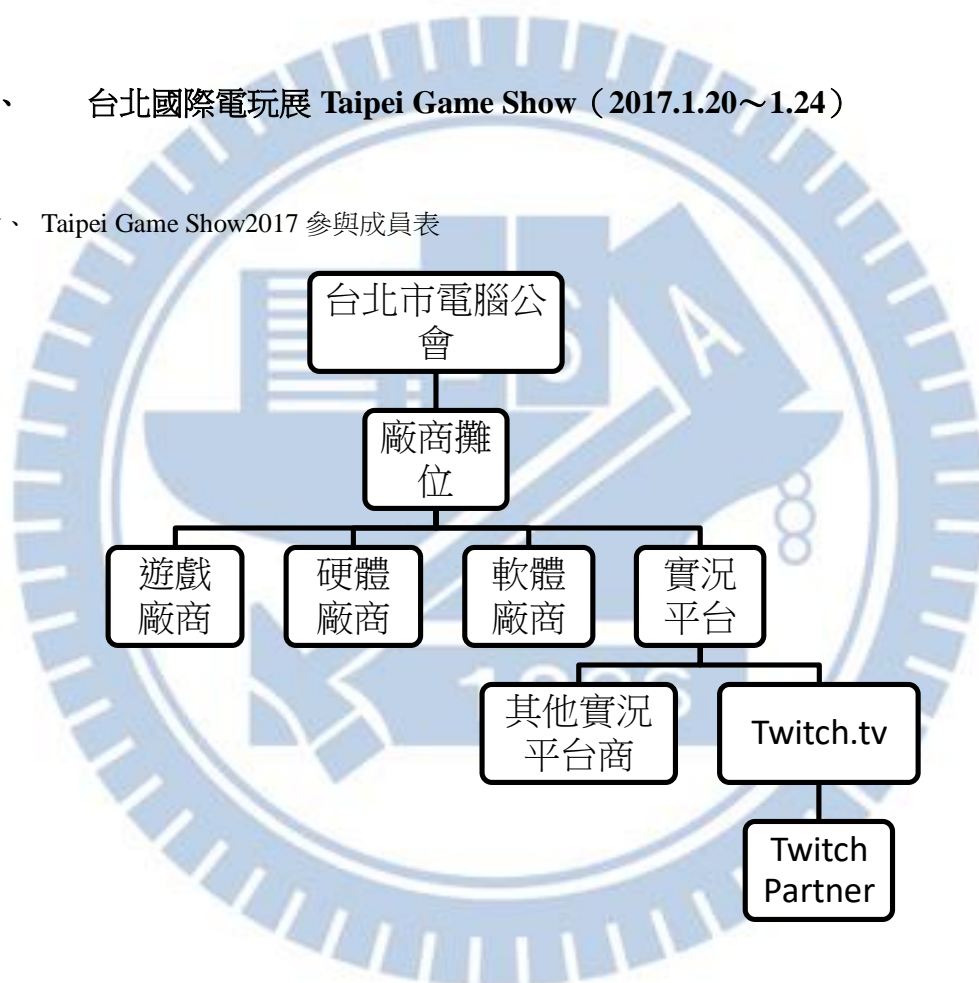 、 台北國際電玩展 Taipei Game Show（2017.1.20～1.24）
、 Taipei Game Show2017 參與成員表
台北市電腦公
會
廠商攤
位
遊戲
廠商
硬體
廠商
軟體
廠商
實況
平台
其他實況
平台商
Twitch.tv
Twitch
Partner